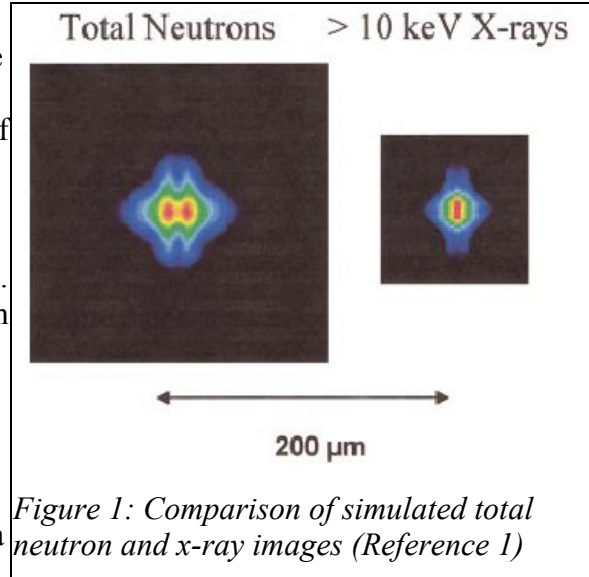 Total Neutrons > 10 keV X-rays
200 μm
Figure 1: Comparison of simulated total
neutron and x-ray images (Reference 1)